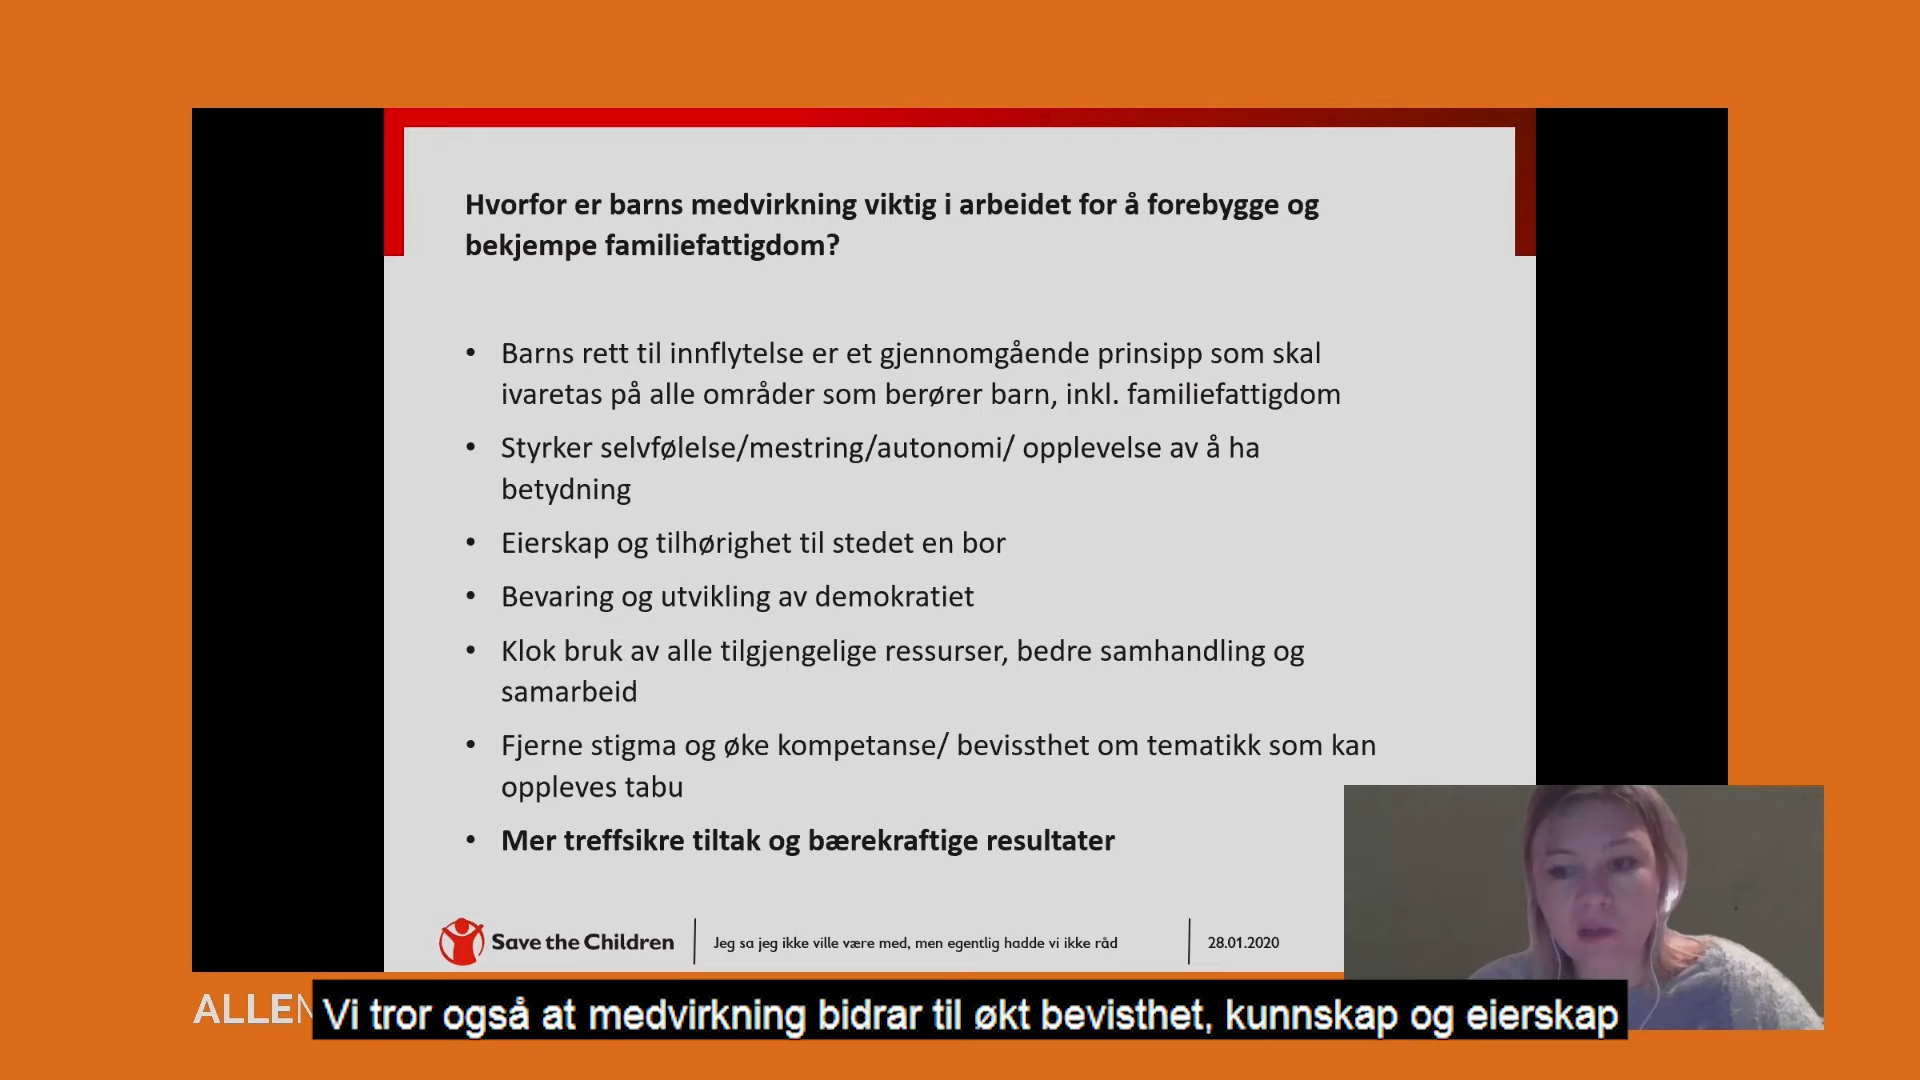 Hvorfor er barns medvirkning viktig i arbeidet for å forebygge og
bekjempe familiefattigdom?
• Barns rett til innflytelse er et gjennomgående prinsipp som skal
ivaretas på alle områder som berører barn, inkl. familiefattigdom
• Styrker selvfølelse/mestring/autonomi/ opplevelse av å ha
betydning
• Eierskap og tilhørighet til stedet en bor
• Bevaring og utvikling av demokratiet
• Klok bruk av alle tilgjengelige ressurser, bedre samhandling og
samarbeid
• Fjerne stigma og øke kompetanse/ bevissthet om tematikk som kan
oppleves tabu
• Mer treffsikre tiltak og bærekraftige resultater
Save the Children
Jeg sa jeg ikke ville være med, men egentlig hadde vi ikke råd
28.01.2020
Vi tror også at medvirkning bidrar til økt bevisthet, kunnskap og eierskap